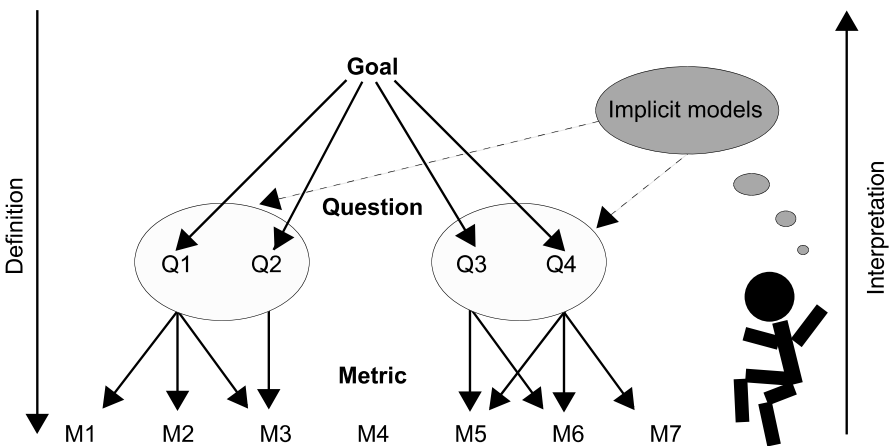 Goal
Implicit models
Definition
Question
Interpretation
Q1 Q2 Q3 Q4
Metric
M1 M2 M3 M4 M5 M6 M7